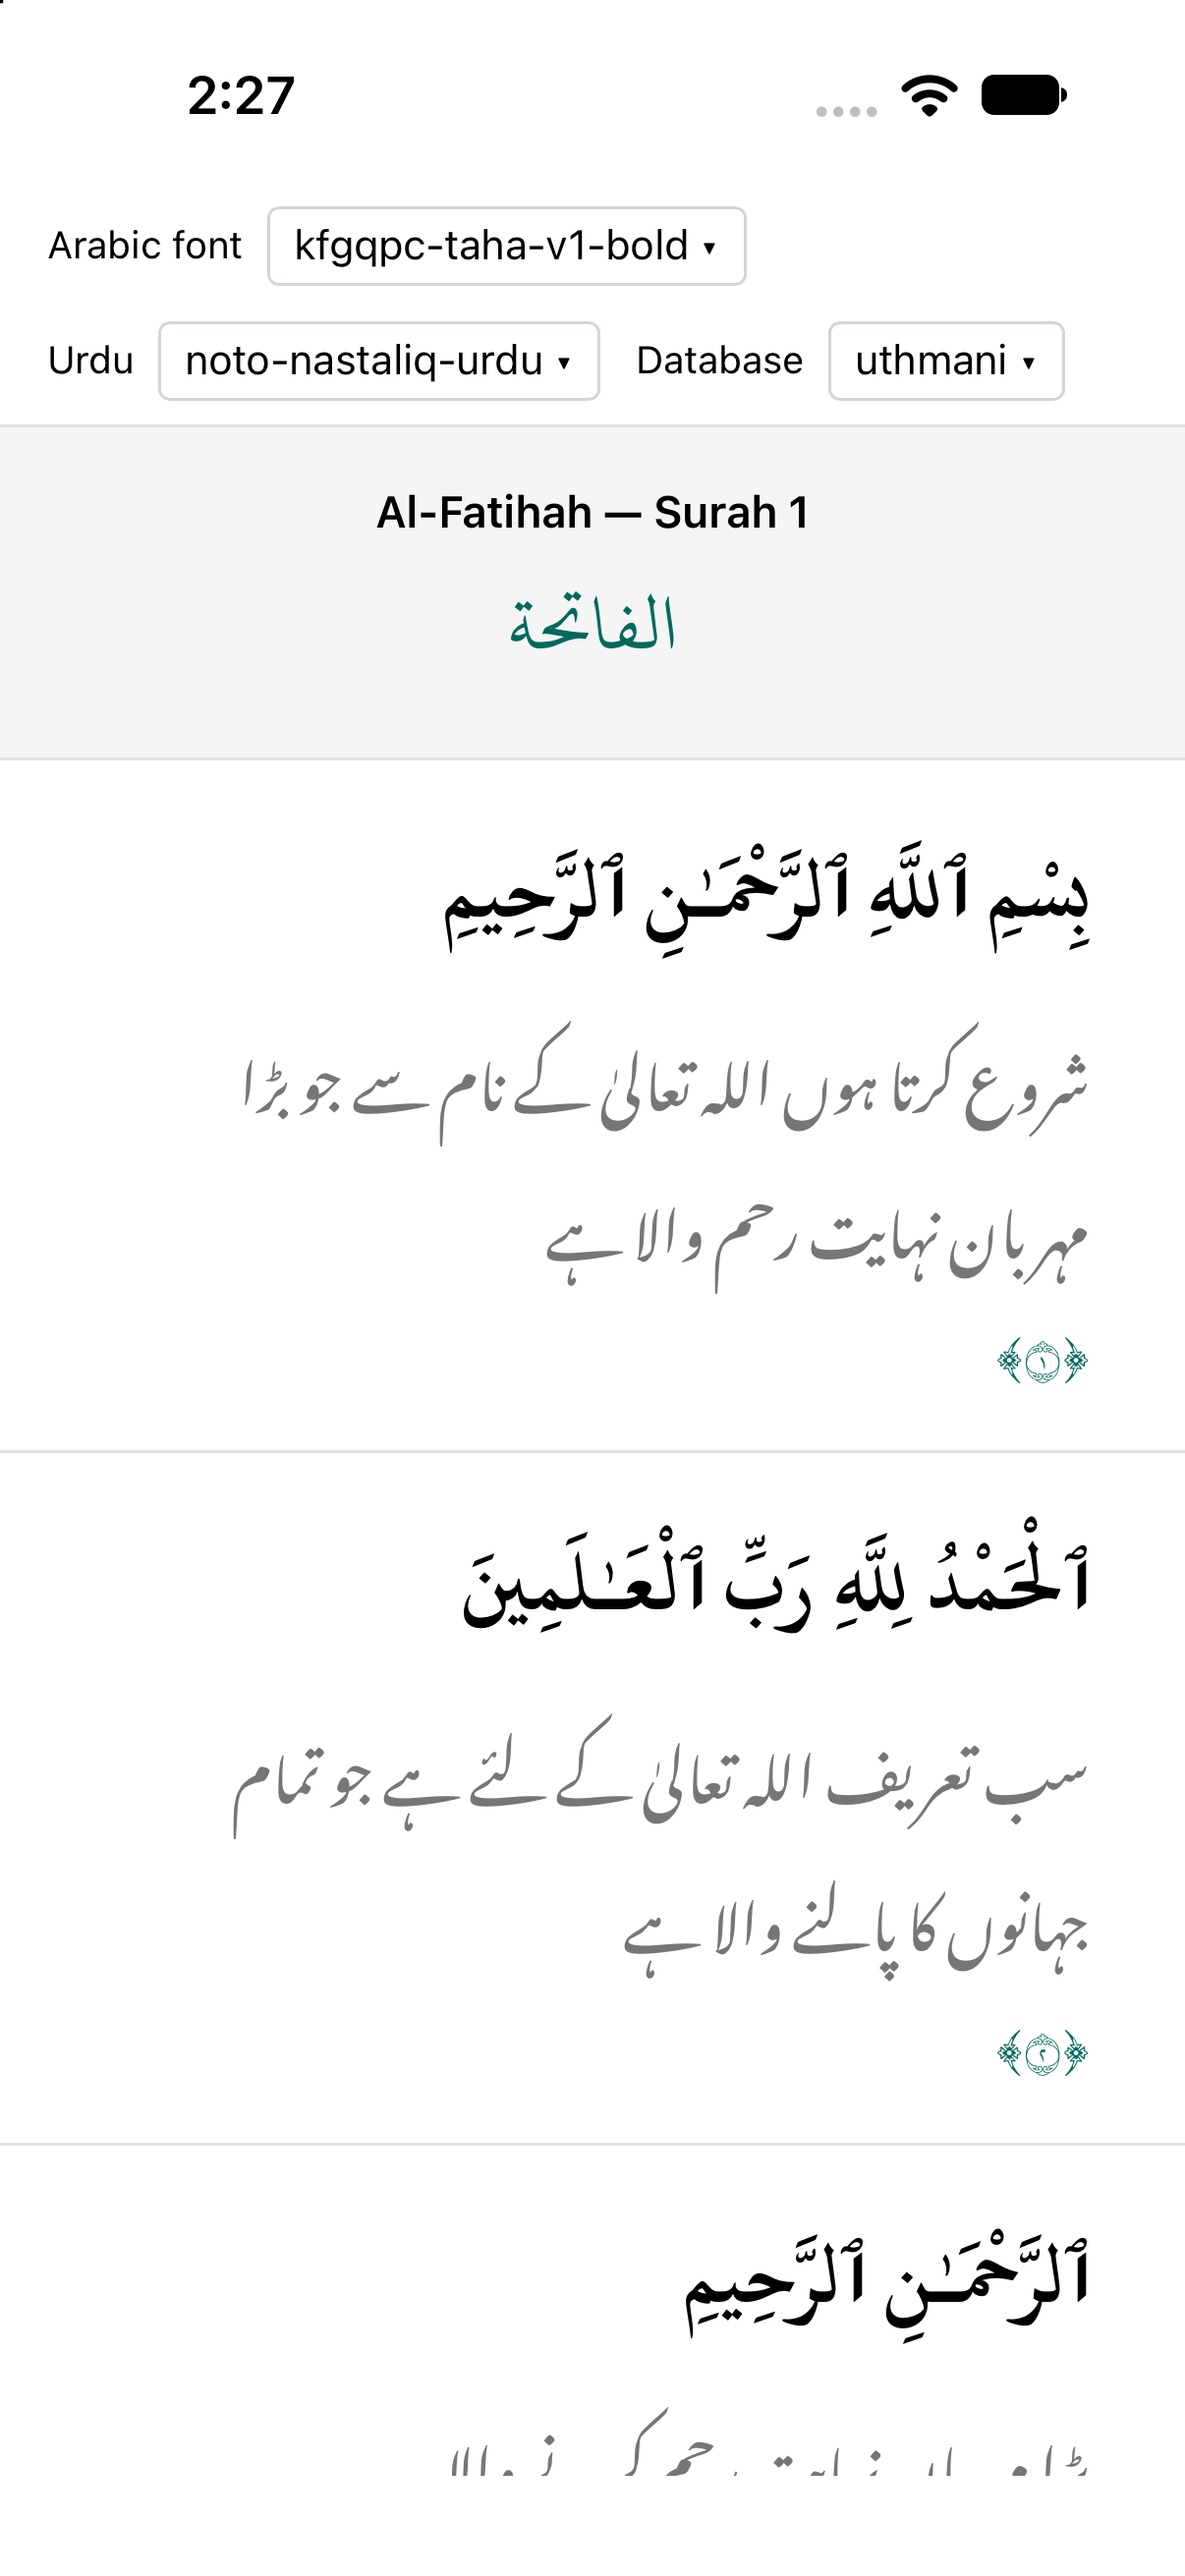 2:27
Arabic font kfgqpc-taha-v1-bold ▾
Urdu noto-nastaliq-urdu ▾ Database uthmani ▾
Al-Fatihah — Surah 1
الفاتحة
بِسْمِ ٱللَّهِ ٱلرَّحْمَـٰنِ ٱلرَّحِيمِ
شروع کرتا ہوں اللہ تعالیٰ کے نام سے جو بڑا
مہربان نہایت رحم والا ہے
﴿١﴾
ٱلْحَمْدُ لِلَّهِ رَبِّ ٱلْعَـٰلَمِينَ
سب تعریف اللہ تعالیٰ کے لئے ہے جو تمام
جہانوں کا پالنے والا ہے
﴿٢﴾
ٱلرَّحْمَـٰنِ ٱلرَّحِيمِ